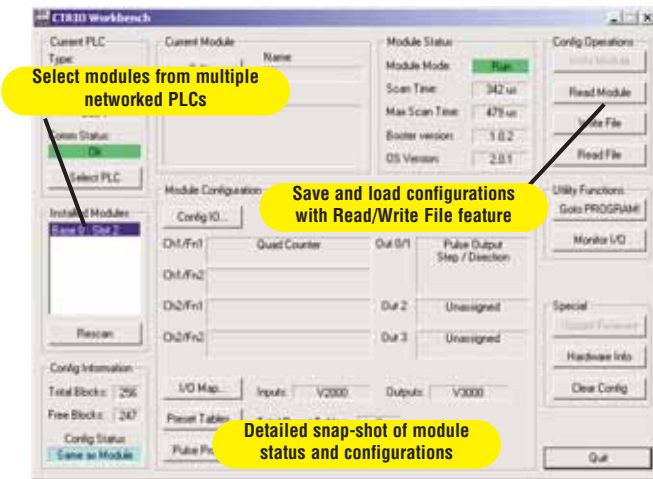 CTRIO Workbench
Current PLC
Type:
Select modules from multiple
networked PLCs
Comm Status:
Ok
Select PLC
Installed Modules
Base 0: Slot 2
Rescan
Config Information
Total Blocks: 256
Free Blocks: 247
Config Status
Same as Module
Current Module
Name
Module Status
Module Mode: Run
Scan Time: 342 us
Max Scan Time: 479 us
Booter version: 1.0.2
OS Version: 2.0.1
Module Configuration
Save and load configurations
with Read/Write File feature
Config IO...
Ch1/Fn1 Quad Counter
Ch1/Fn2
Ch2/Fn1
Ch2/Fn2
Out 0/1 Pulse Output
Step / Direction
Out 2 Unassigned
Out 3 Unassigned
I/O Map... Inputs: V2000 Outputs: V3000
Preset Tables
Detailed snap-shot of module
status and configurations
Config Operations
Read Module
Write File
Read File
Utility Functions
Goto PROGRAM!
Monitor I/O
Special
Hardware Info
Clear Config
Quit